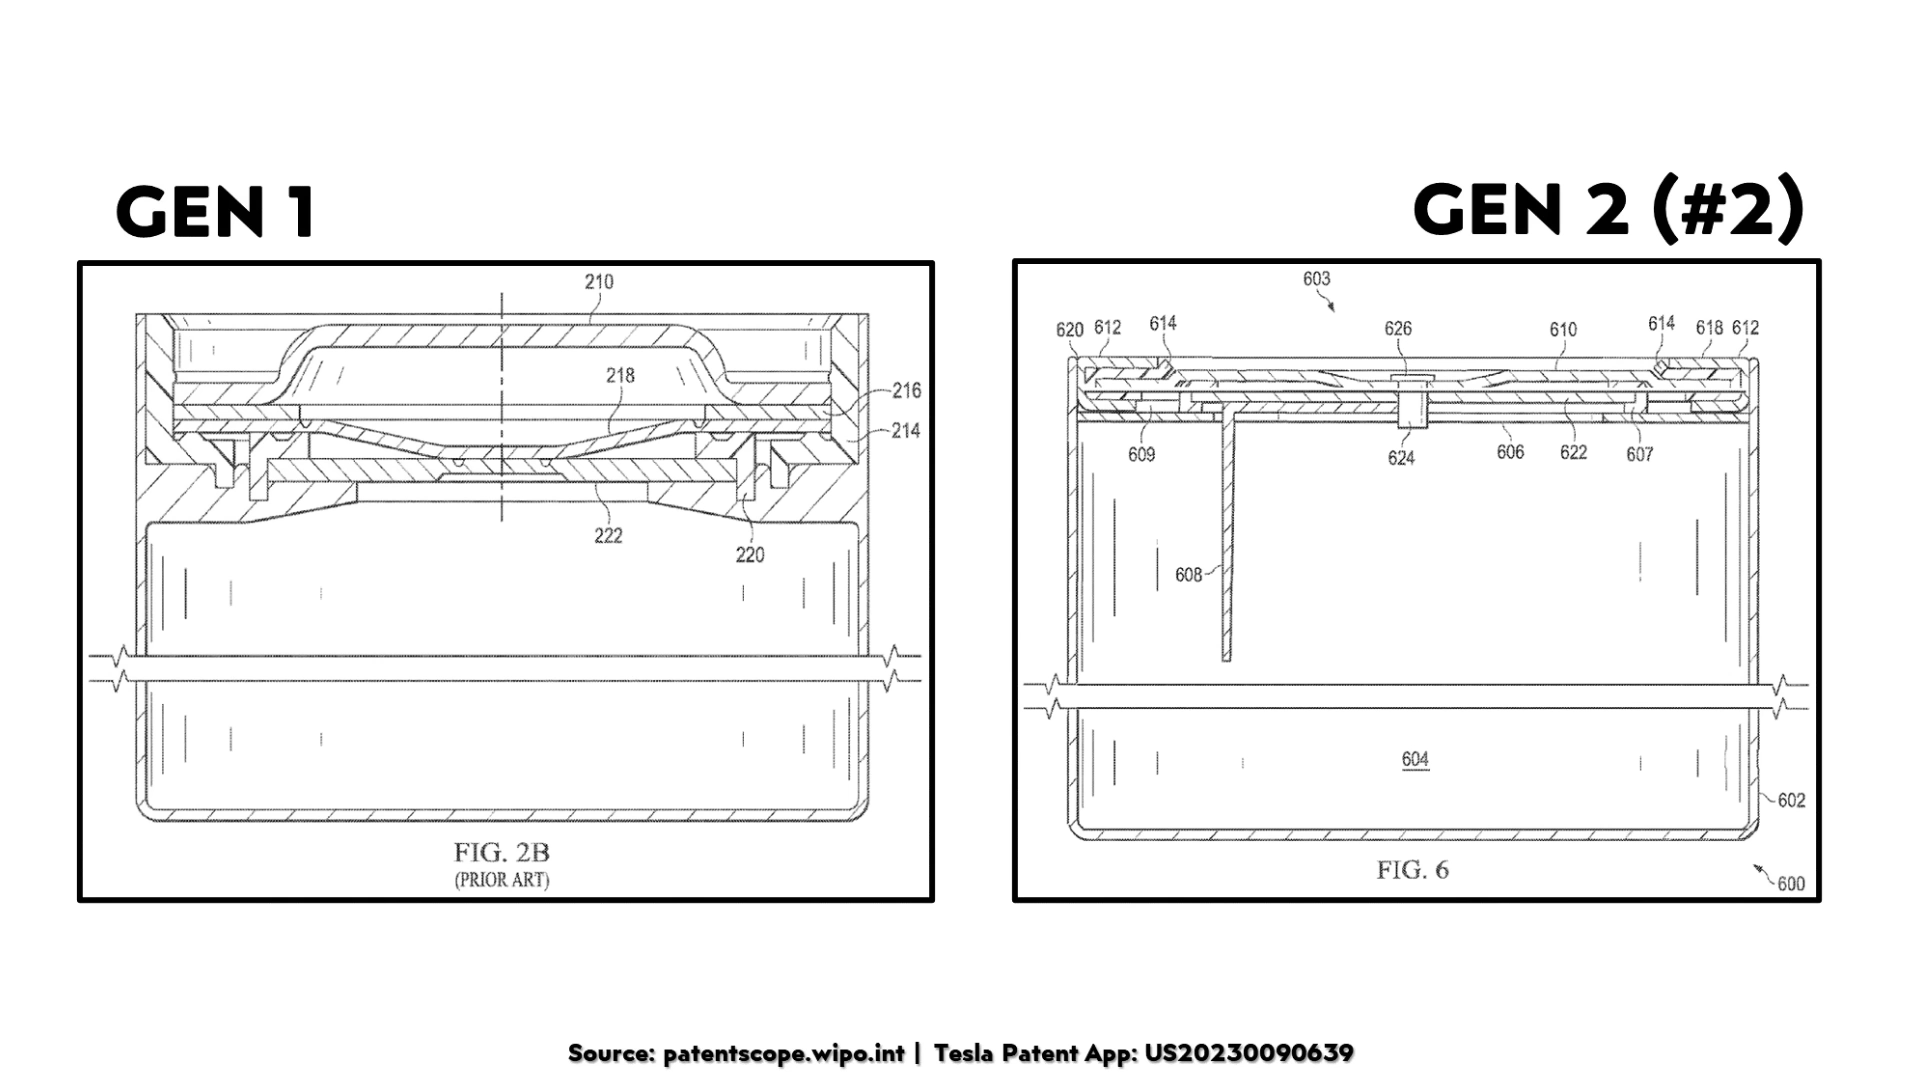 GEN 1
GEN 2 (#2)
210
218
216
214
222
220
FIG. 2B
(PRIOR ART)
603
620 612 614 626 610 614 618 612
609 624 606 622 607
608
604
602
FIG. 6
600
Source: patentscope.wipo.int | Tesla Patent App: US20230090639